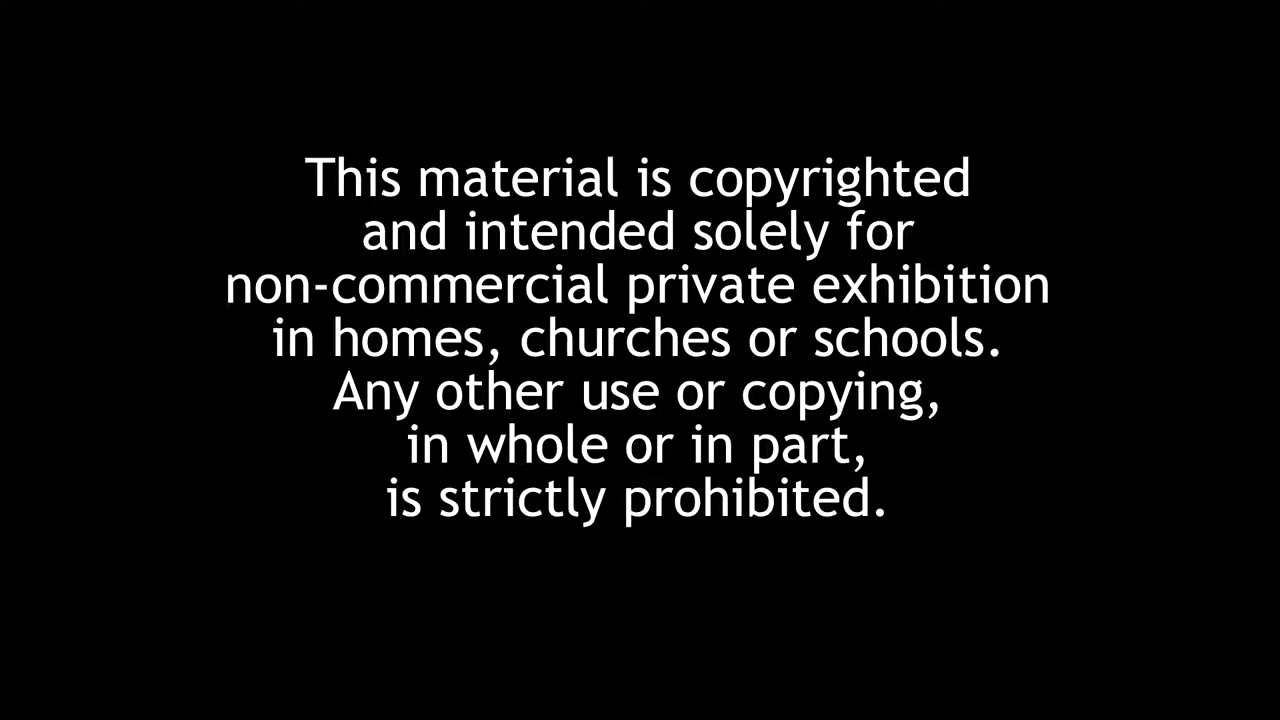 This material is copyrighted
and intended solely for
non-commercial private exhibition
in homes, churches or schools.
Any other use or copying,
in whole or in part,
is strictly prohibited.